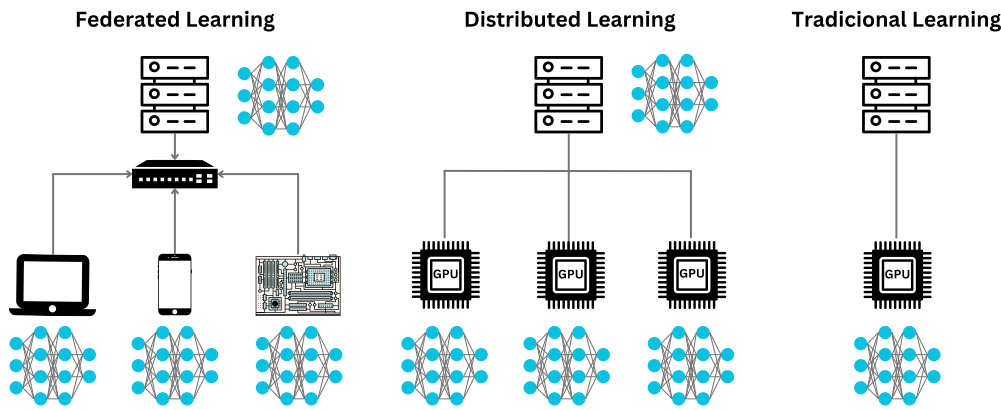 Federated Learning
Distributed Learning
Tradicional Learning
GPU
GPU
GPU
GPU